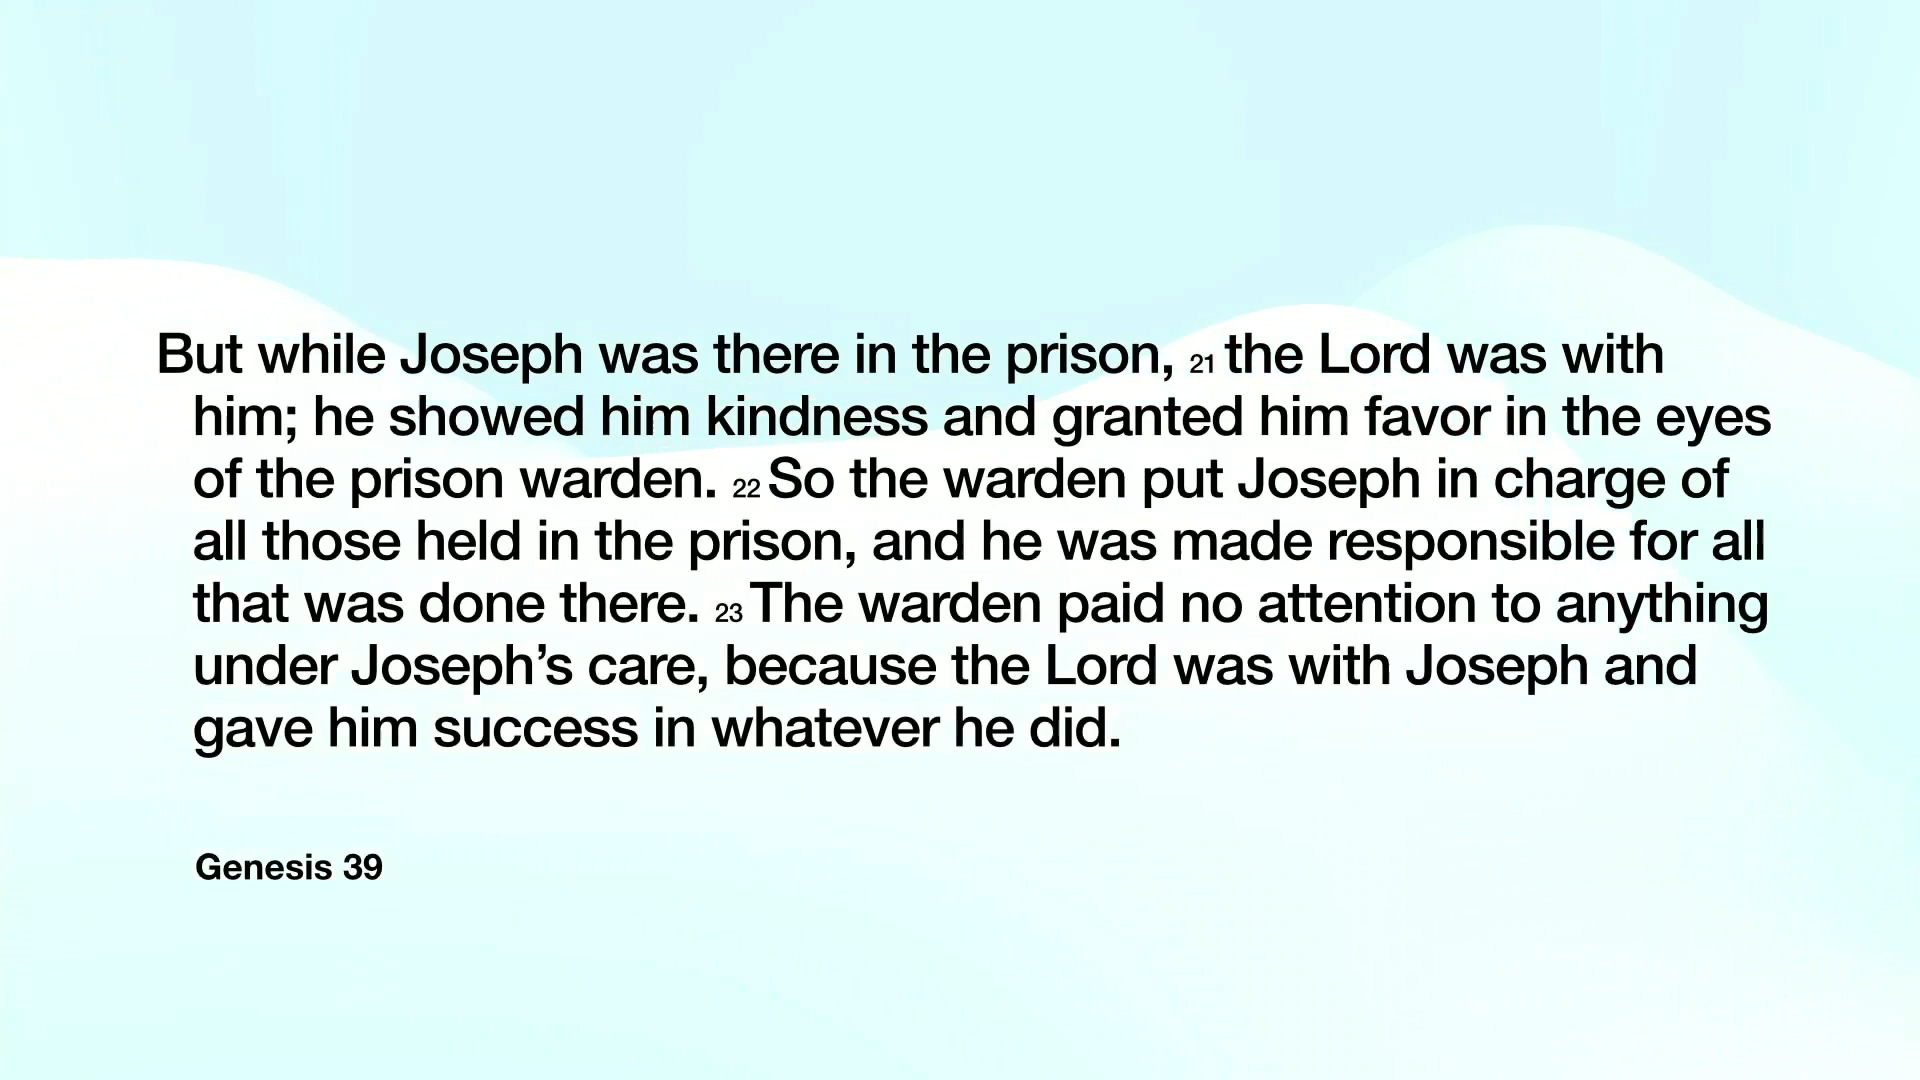 But while Joseph was there in the prison, 21 the Lord was with
him; he showed him kindness and granted him favor in the eyes
of the prison warden. 22 So the warden put Joseph in charge of
all those held in the prison, and he was made responsible for all
that was done there. 23 The warden paid no attention to anything
under Joseph’s care, because the Lord was with Joseph and
gave him success in whatever he did.
Genesis 39